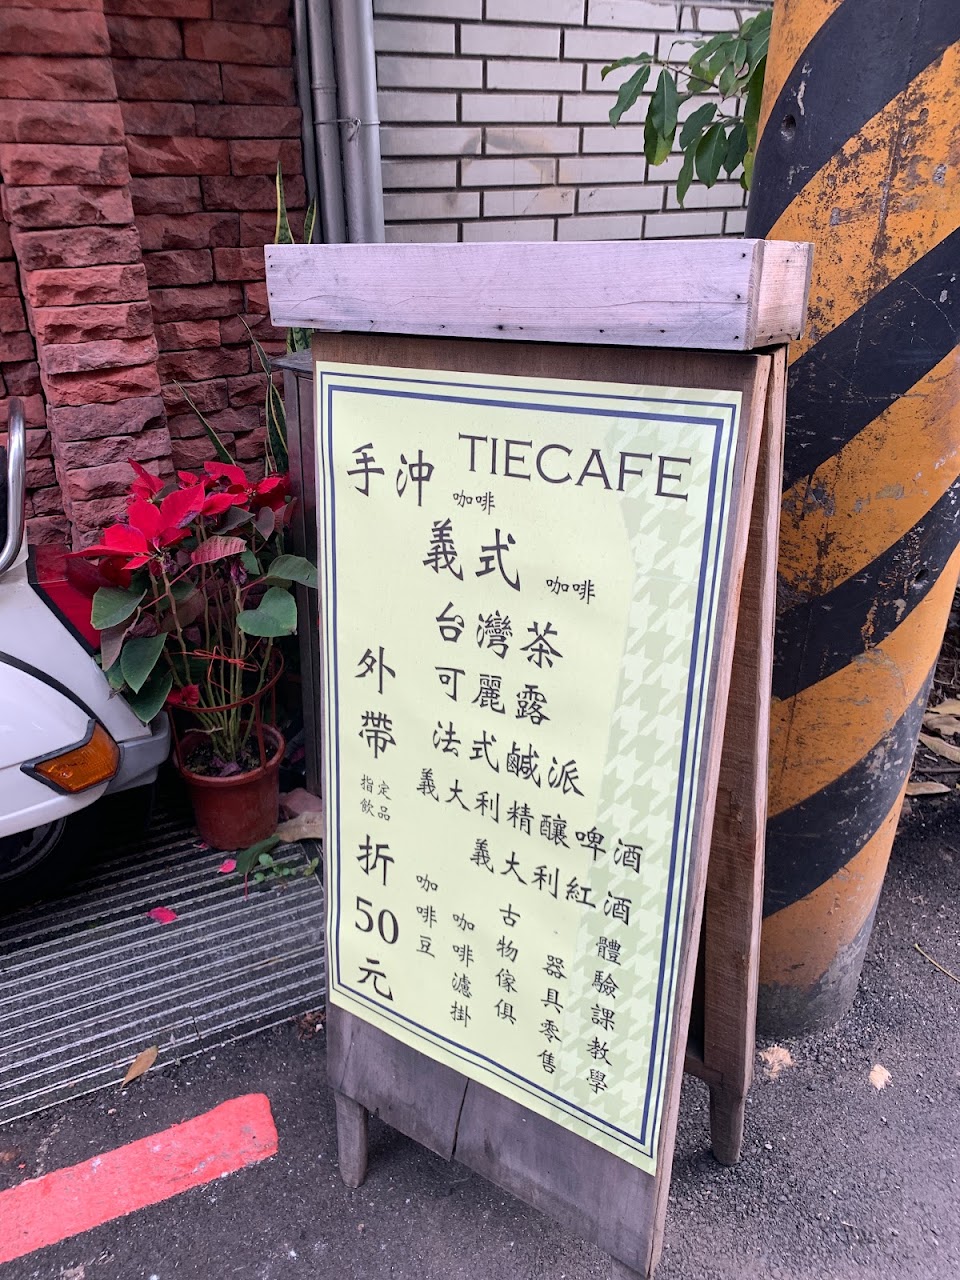 TIECAFE
手沖 咖啡
義式 咖啡
台灣茶
可麗露
法式鹹派
義大利精釀啤酒
義大利紅酒
外帶
指定
飲品
折50元
咖啡豆
咖啡濾掛
古物傢俱
器具零售
體驗課教學